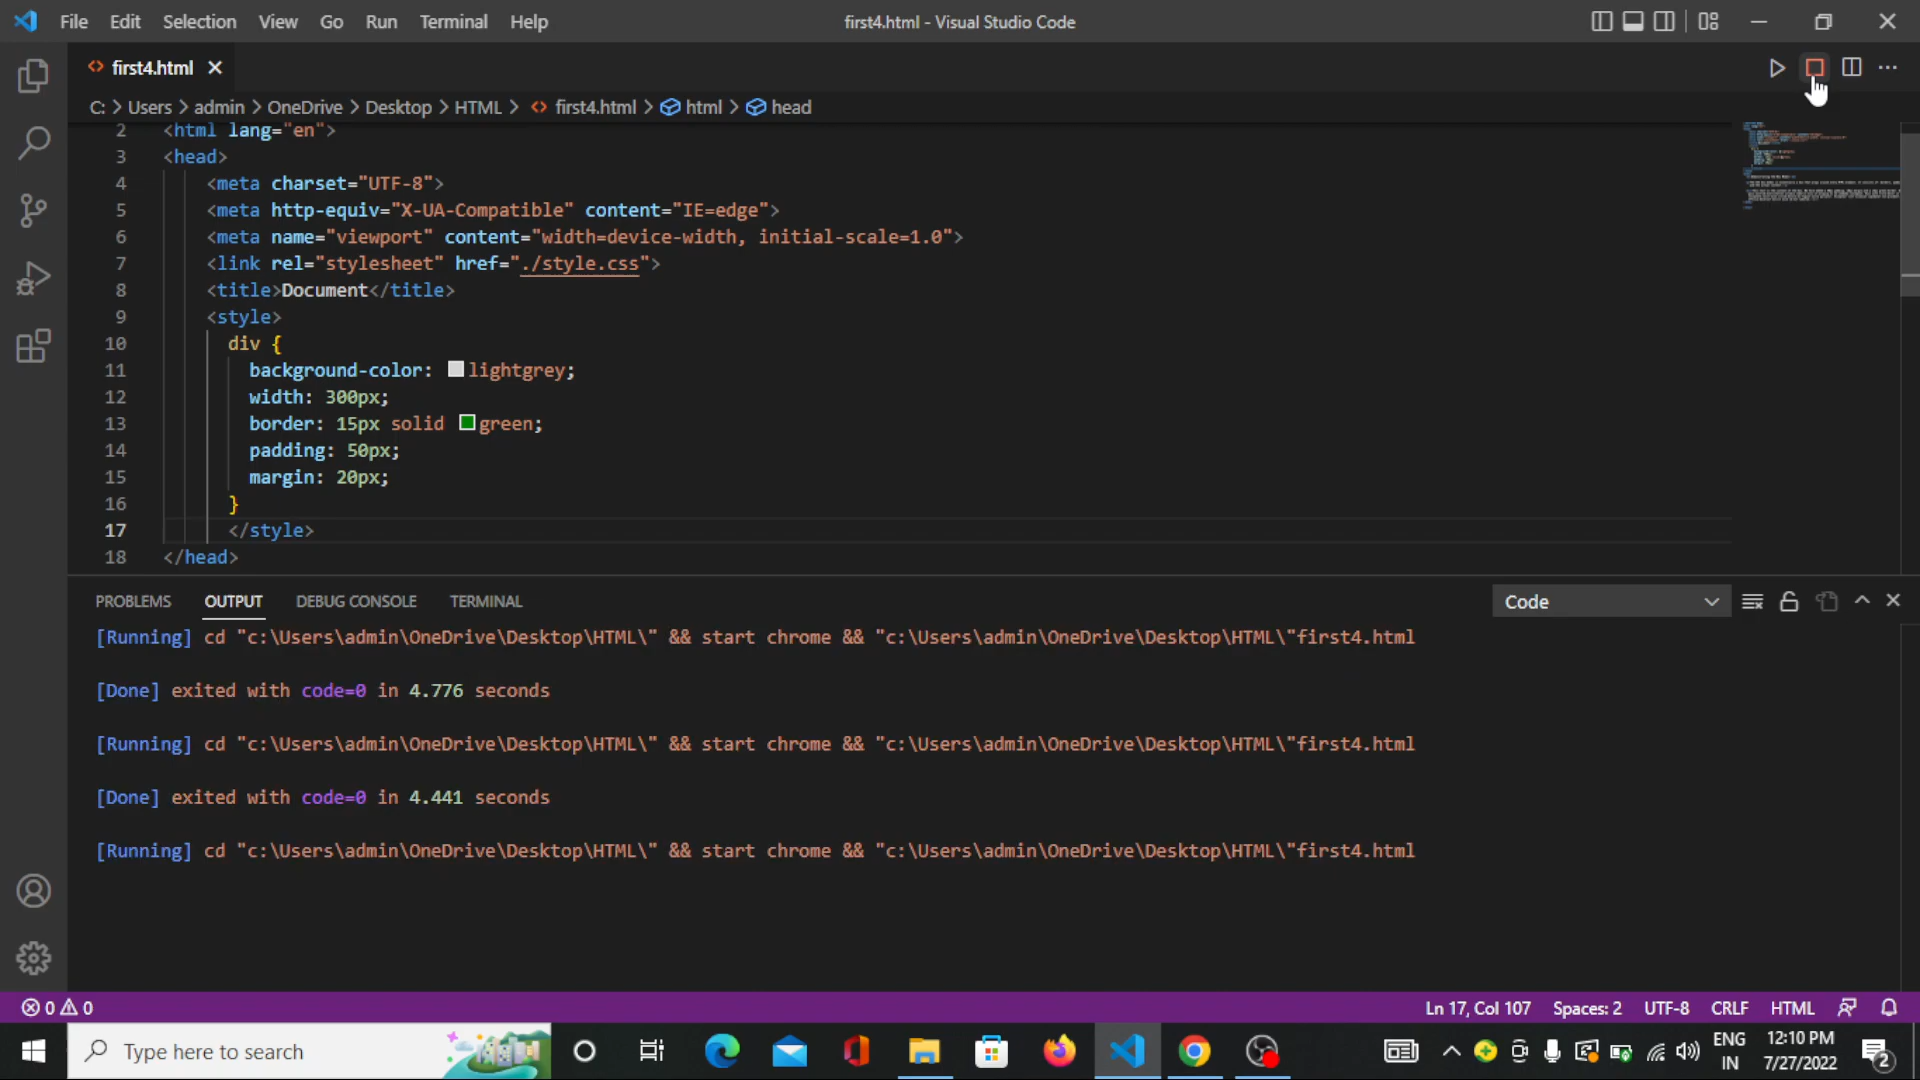 File Edit Selection View Go Run Terminal Help
first4.html - Visual Studio Code
first4.html
C: > Users > admin > OneDrive > Desktop > HTML > first4.html > html > head
2 <html lang="en">
3 <head>
4 <meta charset="UTF-8">
5 <meta http-equiv="X-UA-Compatible" content="IE=edge">
6 <meta name="viewport" content="width=device-width, initial-scale=1.0">
7 <link rel="stylesheet" href="./style.css">
8 <title>Document</title>
9 <style>
10 div {
11 background-color: lightgrey;
12 width: 300px;
13 border: 15px solid green;
14 padding: 50px;
15 margin: 20px;
16 }
17 </style>
18 </head>
PROBLEMS OUTPUT DEBUG CONSOLE TERMINAL
Code
[Running] cd "c:\Users\admin\OneDrive\Desktop\HTML\" && start chrome && "c:\Users\admin\OneDrive\Desktop\HTML\"first4.html
[Done] exited with code=0 in 4.776 seconds
[Running] cd "c:\Users\admin\OneDrive\Desktop\HTML\" && start chrome && "c:\Users\admin\OneDrive\Desktop\HTML\"first4.html
[Done] exited with code=0 in 4.441 seconds
[Running] cd "c:\Users\admin\OneDrive\Desktop\HTML\" && start chrome && "c:\Users\admin\OneDrive\Desktop\HTML\"first4.html
0 0
Ln 17, Col 107 Spaces: 2 UTF-8 CRLF HTML
Type here to search
ENG
IN
12:10 PM
7/27/2022
2